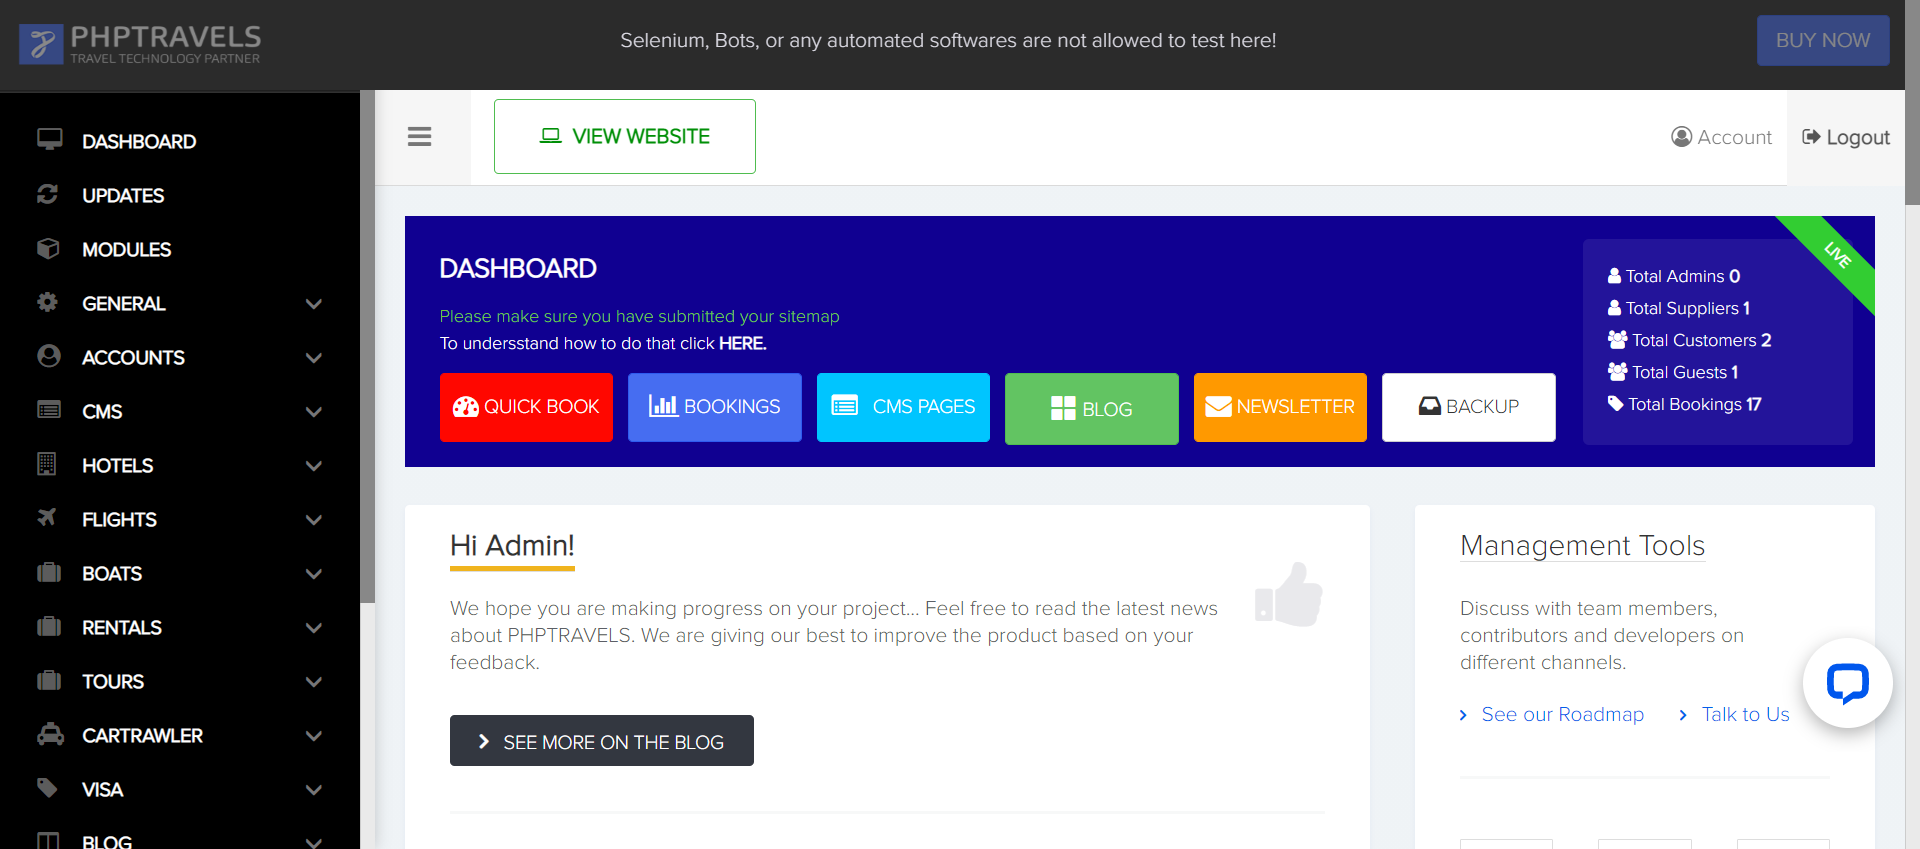 PHPTRAVELS
TRAVEL TECHNOLOGY PARTNER
Selenium, Bots, or any automated softwares are not allowed to test here!
BUY NOW
DASHBOARD
UPDATES
MODULES
GENERAL
ACCOUNTS
CMS
HOTELS
FLIGHTS
BOATS
RENTALS
TOURS
CARTRAWLER
VISA
BLOG
VIEW WEBSITE
Account
Logout
DASHBOARD
Please make sure you have submitted your sitemap
To undersstand how to do that click HERE.
QUICK BOOK
BOOKINGS
CMS PAGES
BLOG
NEWSLETTER
BACKUP
LIVE
Total Admins 0
Total Suppliers 1
Total Customers 2
Total Guests 1
Total Bookings 17
Hi Admin!
We hope you are making progress on your project... Feel free to read the latest news
about PHPTRAVELS. We are giving our best to improve the product based on your
feedback.
SEE MORE ON THE BLOG
Management Tools
Discuss with team members,
contributors and developers on
different channels.
See our Roadmap
Talk to Us